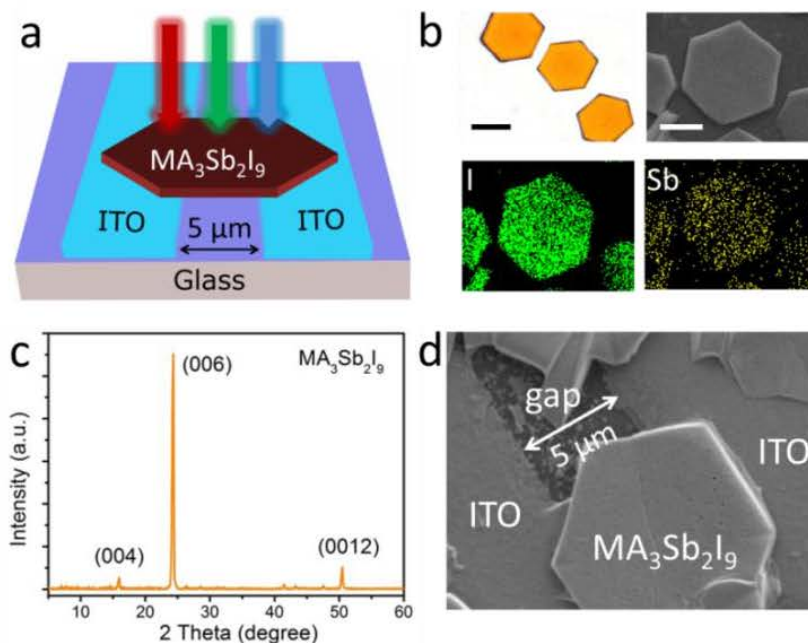 a
MA₃Sb₂I₉
ITO
5 μm
ITO
Glass
b
I
Sb
c
MA₃Sb₂I₉
(006)
(004)
(0012)
Intensity (a.u.)
10 20 30 40 50 60
2 Theta (degree)
d
gap
5 μm
ITO
ITO
MA₃Sb₂I₉